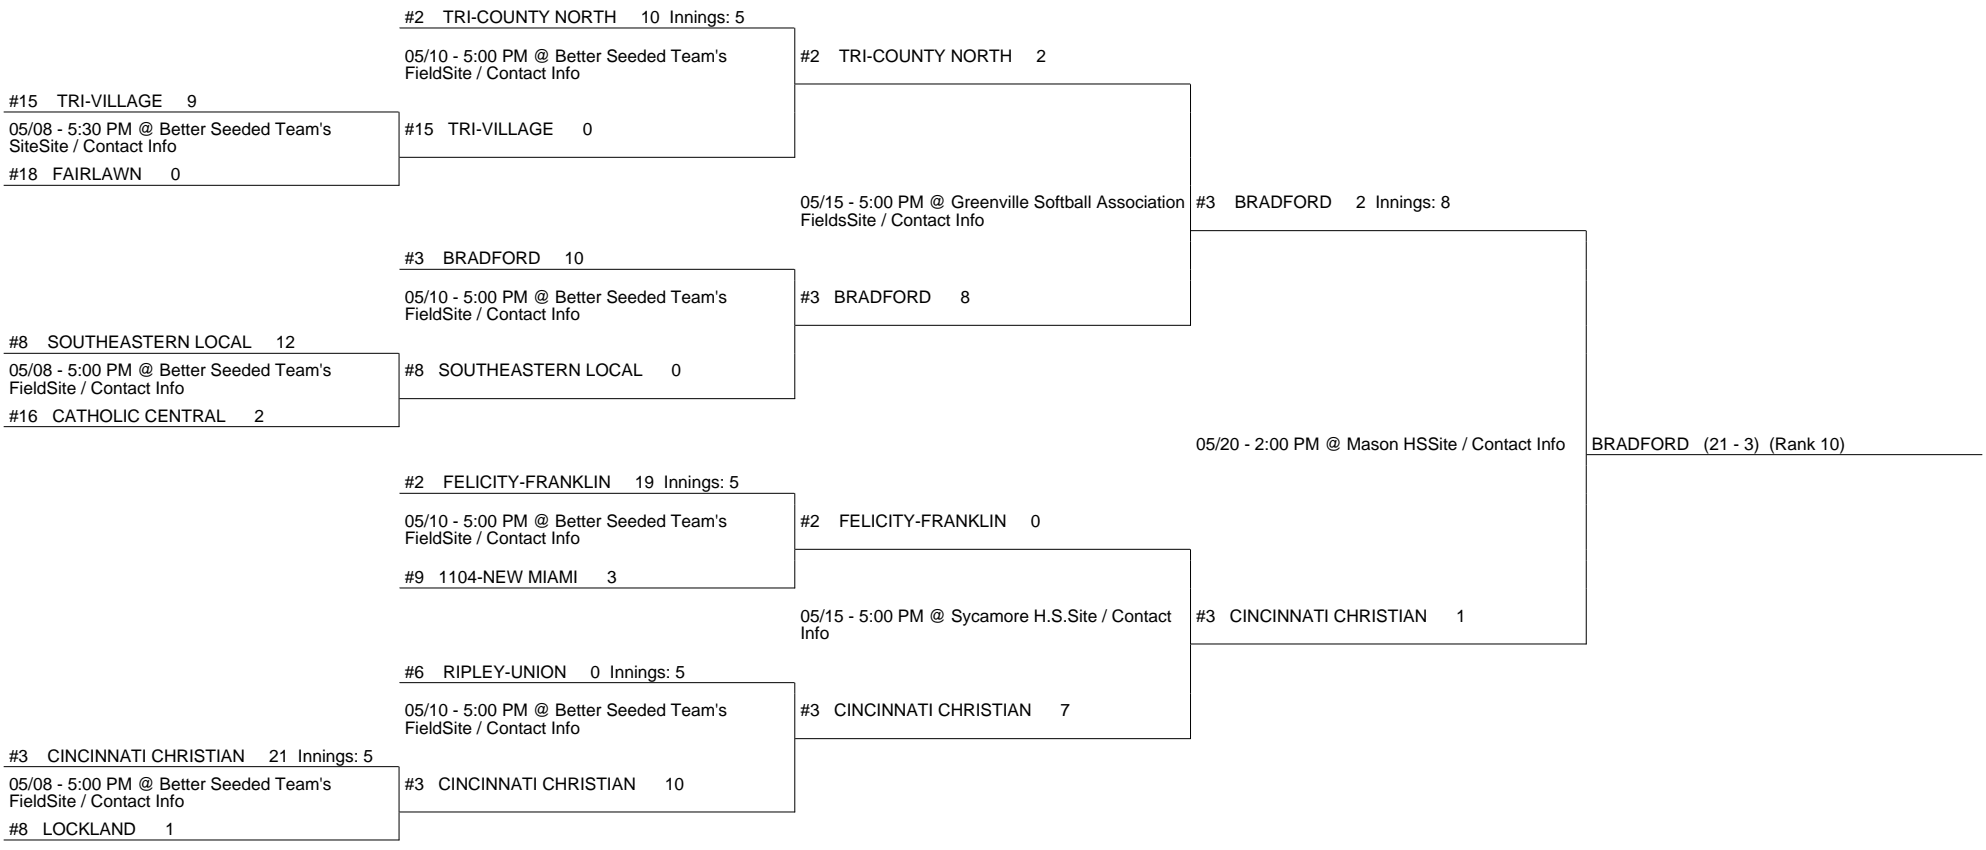 #2 TRI-COUNTY NORTH 10 Innings: 5
05/10 - 5:00 PM @ Better Seeded Team's
FieldSite / Contact Info
#2 TRI-COUNTY NORTH 2
#15 TRI-VILLAGE 9
05/08 - 5:30 PM @ Better Seeded Team's
SiteSite / Contact Info
#15 TRI-VILLAGE 0
#18 FAIRLAWN 0
05/15 - 5:00 PM @ Greenville Softball Association
FieldsSite / Contact Info
#3 BRADFORD 2 Innings: 8
#3 BRADFORD 10
05/10 - 5:00 PM @ Better Seeded Team's
FieldSite / Contact Info
#3 BRADFORD 8
#8 SOUTHEASTERN LOCAL 12
05/08 - 5:00 PM @ Better Seeded Team's
FieldSite / Contact Info
#8 SOUTHEASTERN LOCAL 0
#16 CATHOLIC CENTRAL 2
05/20 - 2:00 PM @ Mason HSSite / Contact Info
BRADFORD (21 - 3) (Rank 10)
#2 FELICITY-FRANKLIN 19 Innings: 5
05/10 - 5:00 PM @ Better Seeded Team's
FieldSite / Contact Info
#2 FELICITY-FRANKLIN 0
#9 1104-NEW MIAMI 3
05/15 - 5:00 PM @ Sycamore H.S.Site / Contact
Info
#3 CINCINNATI CHRISTIAN 1
#6 RIPLEY-UNION 0 Innings: 5
05/10 - 5:00 PM @ Better Seeded Team's
FieldSite / Contact Info
#3 CINCINNATI CHRISTIAN 7
#3 CINCINNATI CHRISTIAN 21 Innings: 5
05/08 - 5:00 PM @ Better Seeded Team's
FieldSite / Contact Info
#3 CINCINNATI CHRISTIAN 10
#8 LOCKLAND 1